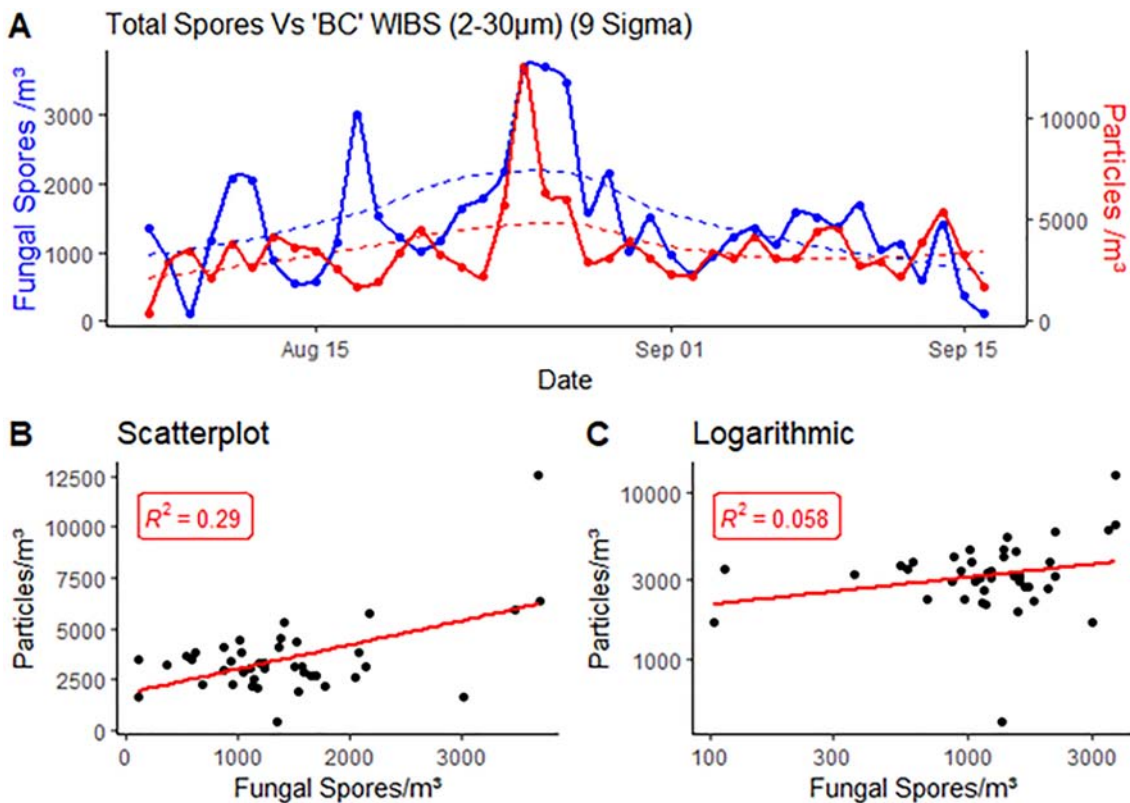 A
Total Spores Vs 'BC' WIBS (2-30µm) (9 Sigma)
Fungal Spores /m³
3000
2000
1000
0
Particles /m³
10000
5000
0
Aug 15
Sep 01
Sep 15
Date
B
Scatterplot
Particles/m³
12500
10000
7500
5000
2500
0
R² = 0.29
0
1000
2000
3000
Fungal Spores/m³
C
Logarithmic
Particles/m³
10000
3000
1000
R² = 0.058
100
300
1000
3000
Fungal Spores/m³